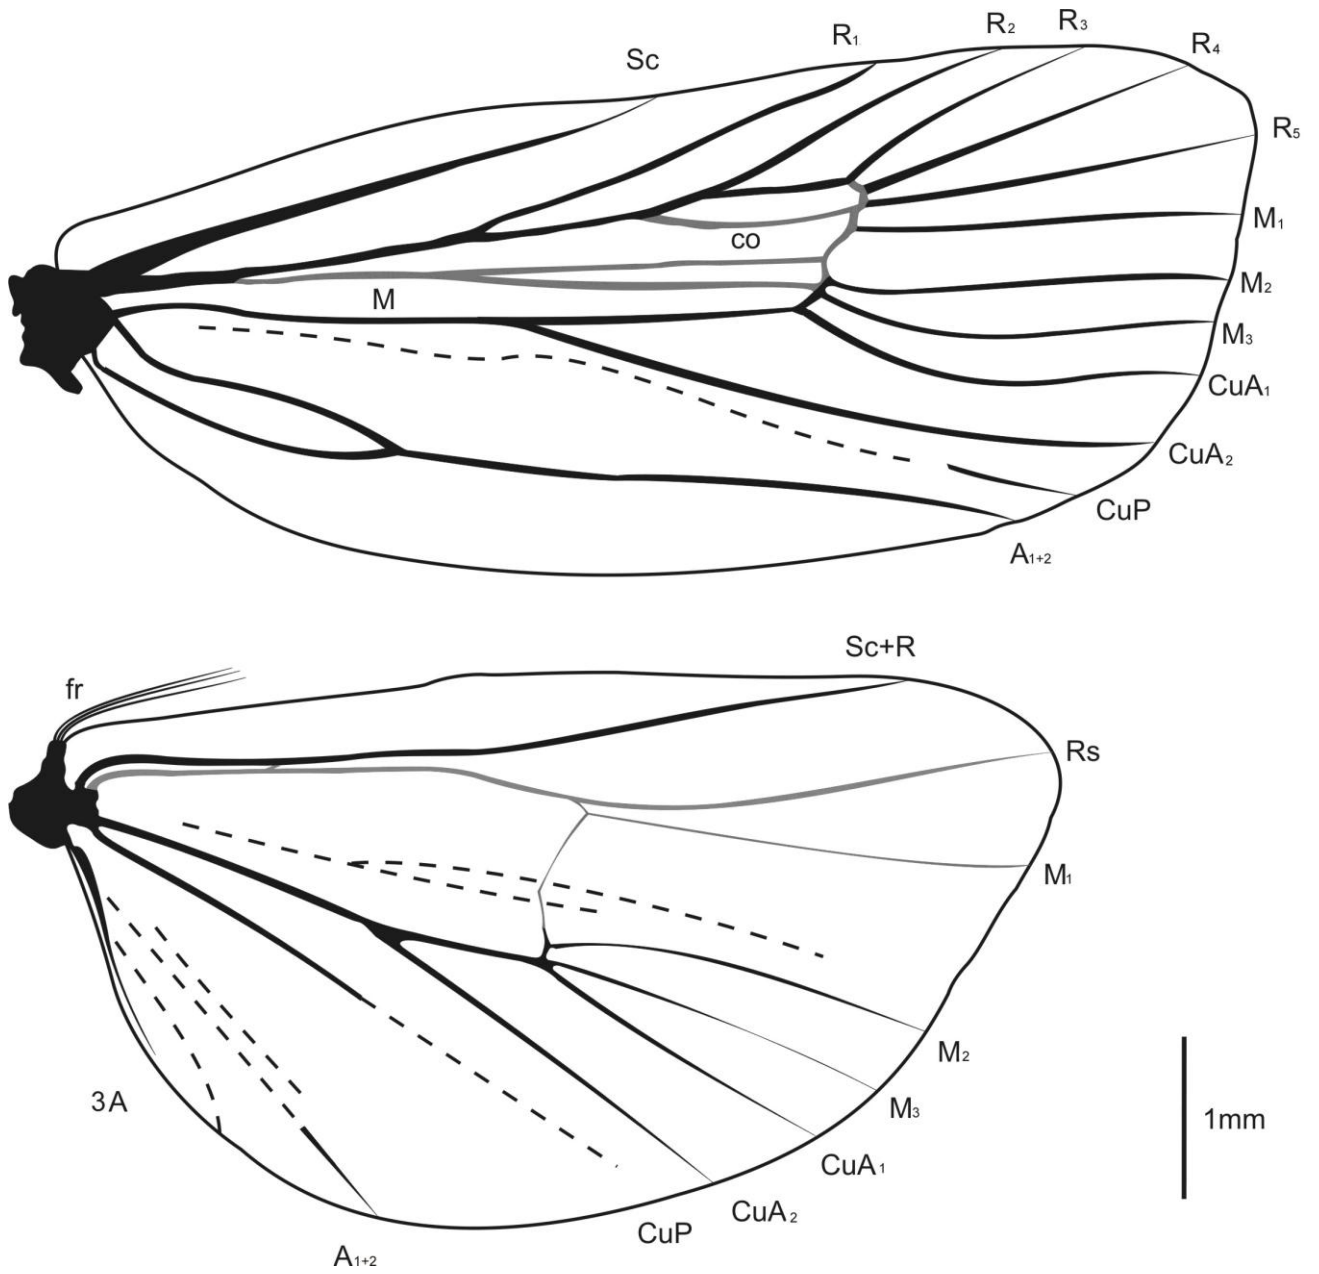 Sc
R₁
R₂
R₃
R₄
R₅
M₁
co
M₂
M
M₃
CuA₁
CuA₂
CuP
A₁₊₂
Sc+R
fr
Rs
M₁
M₂
3A
M₃
1mm
CuA₁
CuA₂
CuP
A₁₊₂